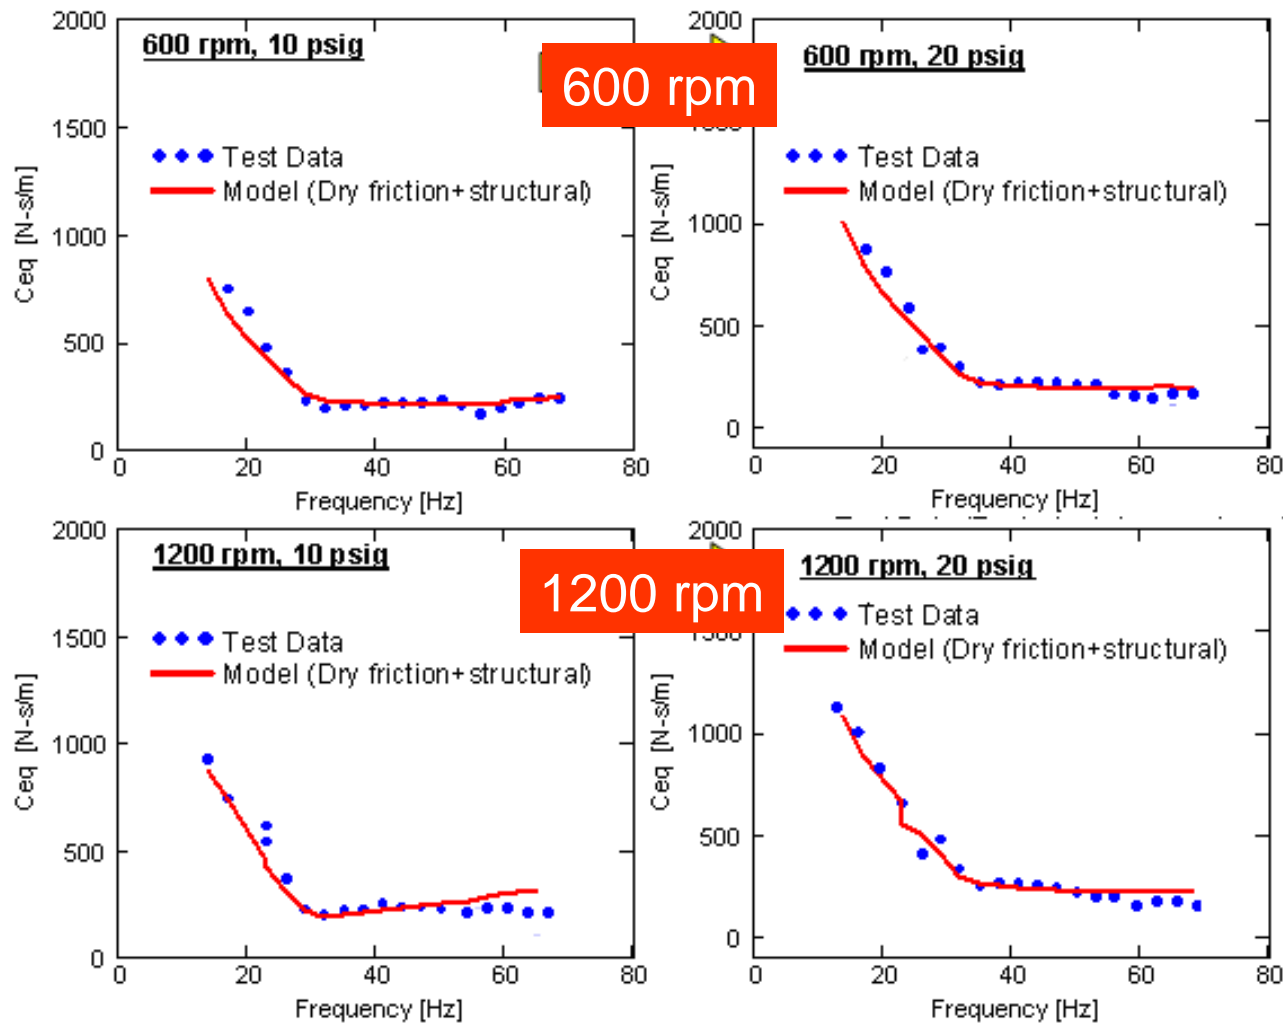 600 rpm, 10 psig
2000
1500
1000
500
0
Ceq [N-s/m]
Test Data
Model (Dry friction+structural)
0 20 40 60 80
Frequency [Hz]
600 rpm
600 rpm, 20 psig
2000
1500
1000
500
0
Ceq [N-s/m]
Test Data
Model (Dry friction+structural)
0 20 40 60 80
Frequency [Hz]
1200 rpm, 10 psig
2000
1500
1000
500
0
Ceq [N-s/m]
Test Data
Model (Dry friction+structural)
0 20 40 60 80
Frequency [Hz]
1200 rpm
1200 rpm, 20 psig
2000
1500
1000
500
0
Ceq [N-s/m]
Test Data
Model (Dry friction+structural)
0 20 40 60 80
Frequency [Hz]